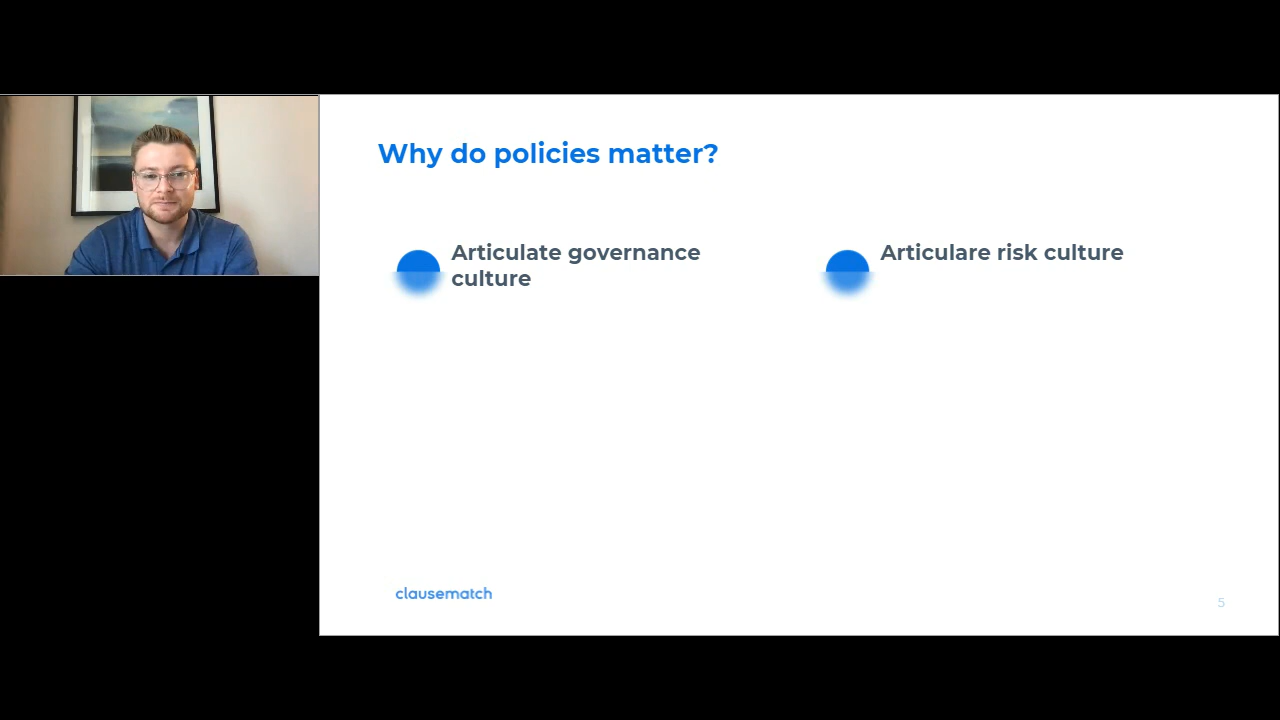 Why do policies matter?
Articulate governance
culture
Articulare risk culture
clausematch
5